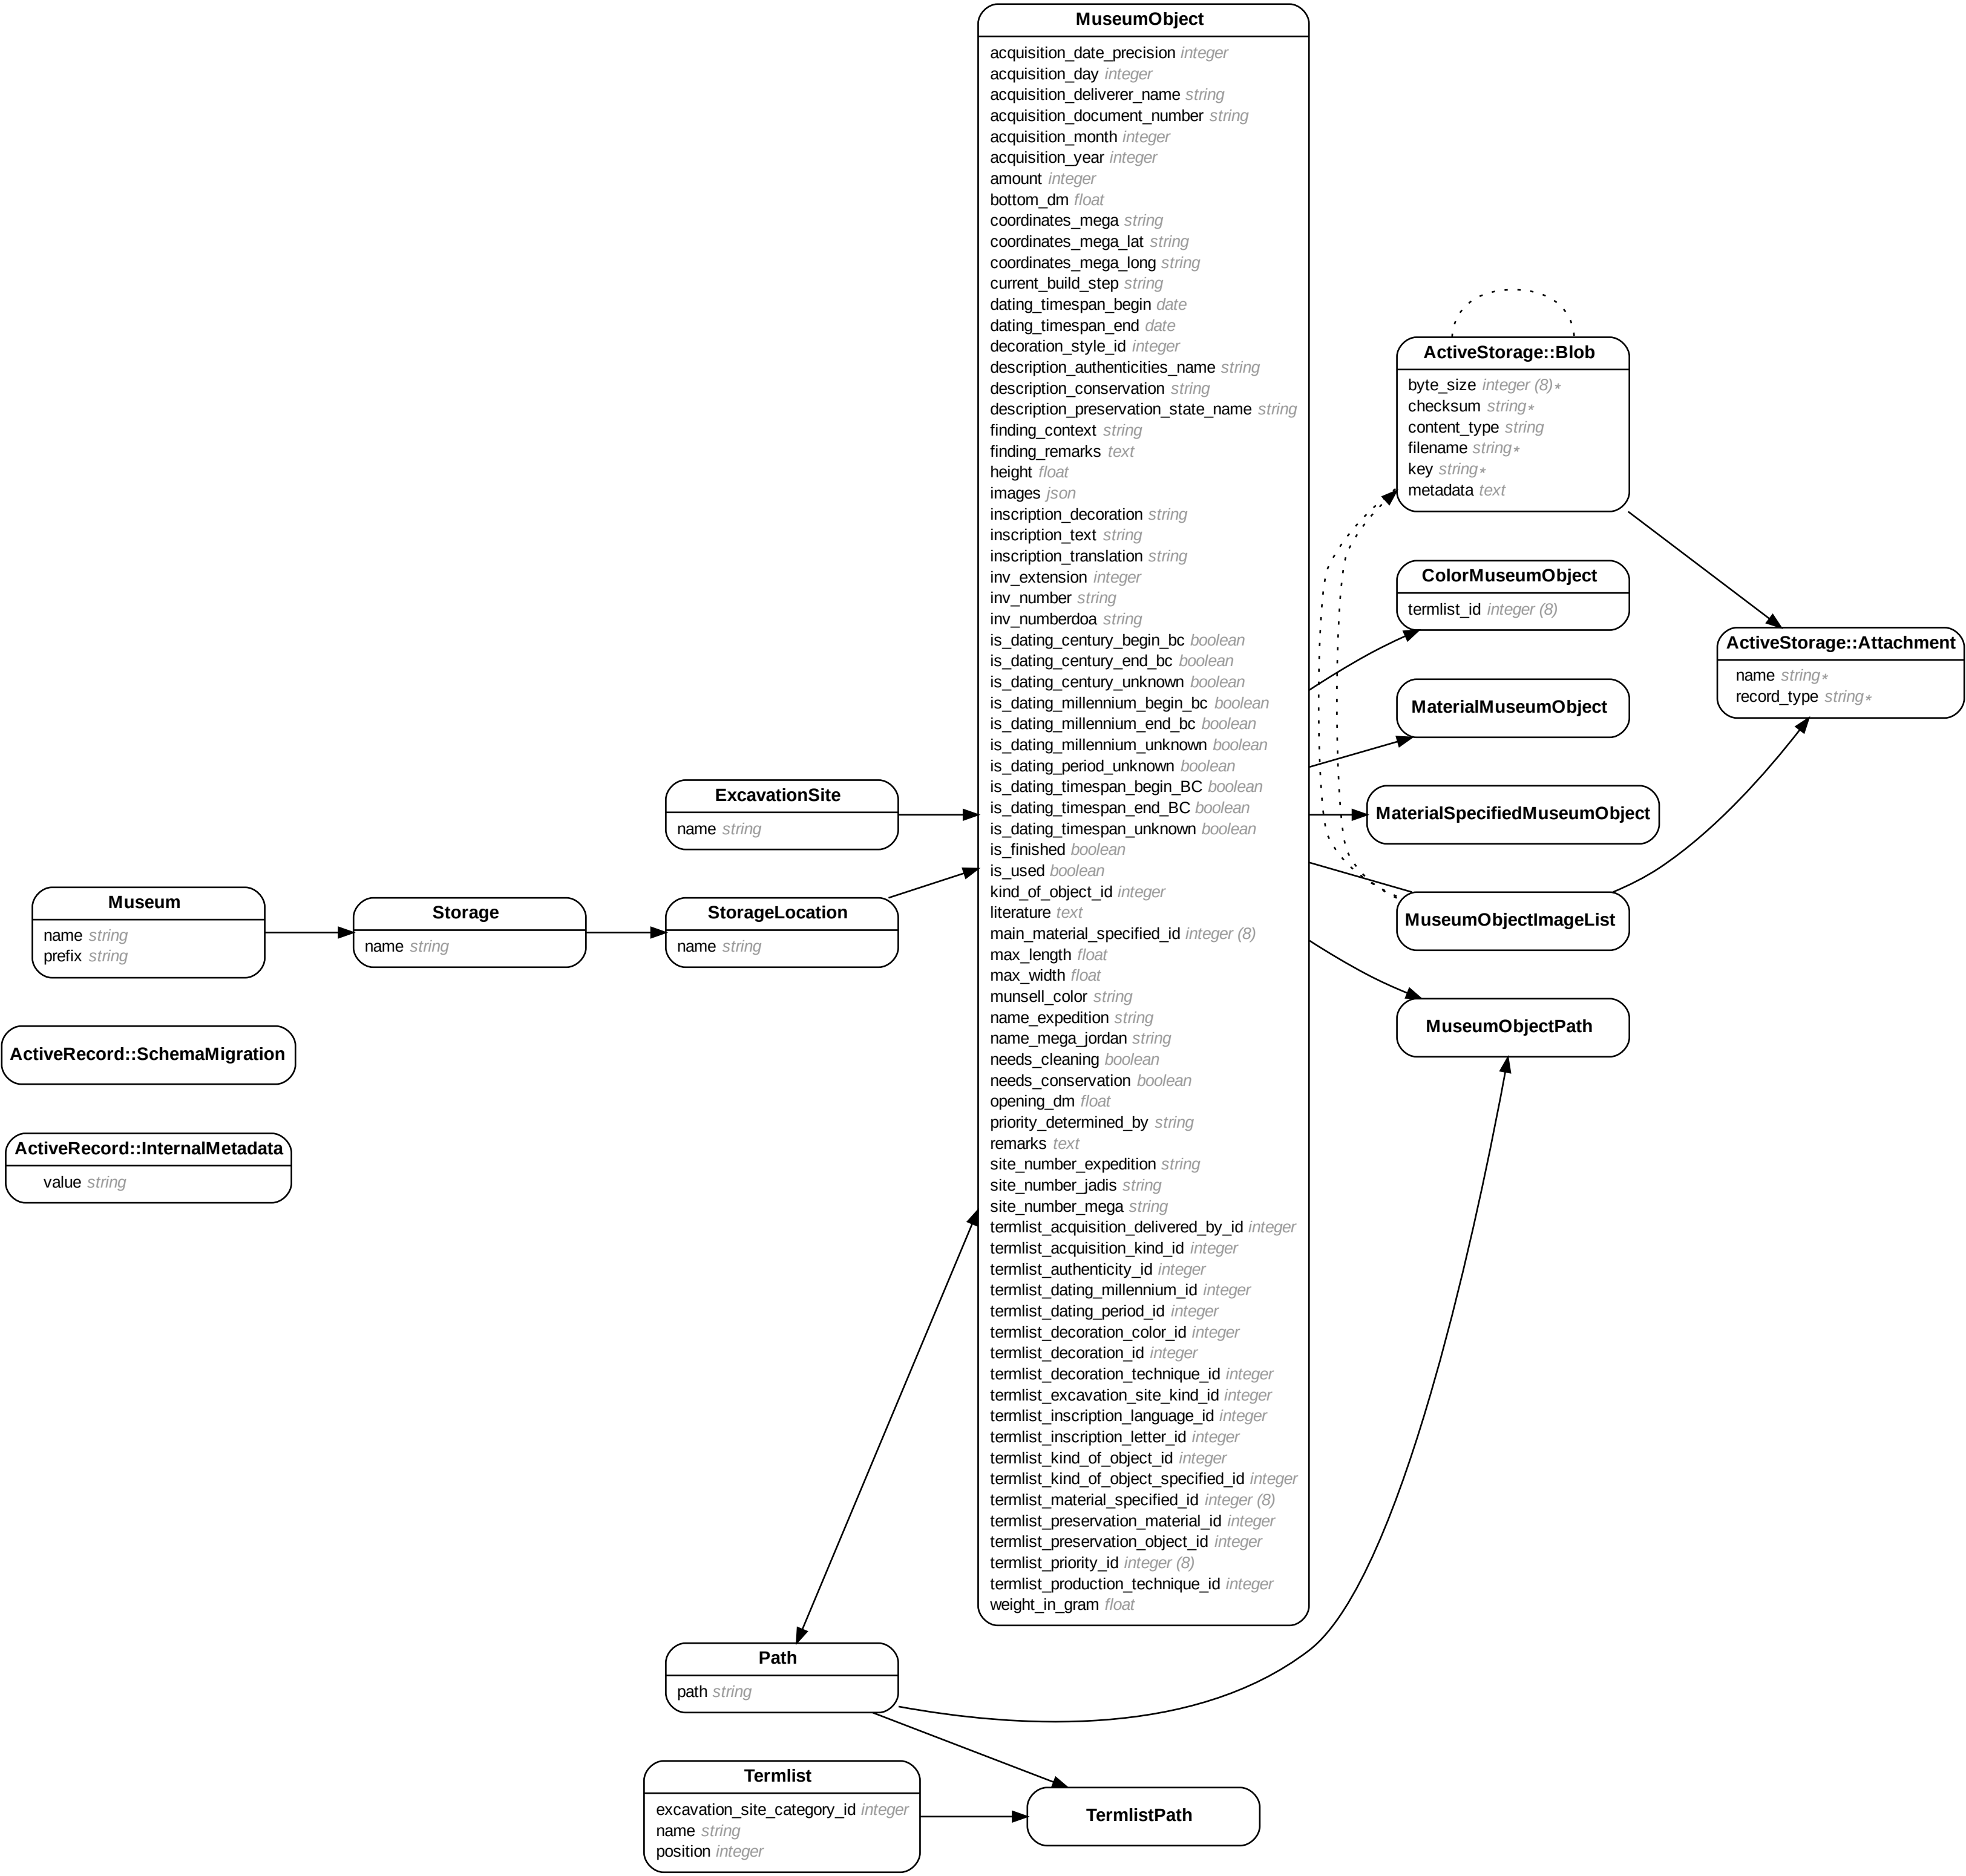 MuseumObject
acquisition_date_precision integer
acquisition_day integer
acquisition_deliverer_name string
acquisition_document_number string
acquisition_month integer
acquisition_year integer
amount integer
bottom_dm float
coordinates_mega string
coordinates_mega_lat string
coordinates_mega_long string
current_build_step string
dating_timespan_begin date
dating_timespan_end date
decoration_style_id integer
description_authenticities_name string
description_conservation string
description_preservation_state_name string
finding_context string
finding_remarks text
height float
images json
inscription_decoration string
inscription_text string
inscription_translation string
inv_extension integer
inv_number string
inv_numberdoa string
is_dating_century_begin_bc boolean
is_dating_century_end_bc boolean
is_dating_century_unknown boolean
is_dating_millennium_begin_bc boolean
is_dating_millennium_end_bc boolean
is_dating_millennium_unknown boolean
is_dating_period_unknown boolean
is_dating_timespan_begin_BC boolean
is_dating_timespan_end_BC boolean
is_dating_timespan_unknown boolean
is_finished boolean
is_used boolean
kind_of_object_id integer
literature text
main_material_specified_id integer (8)
max_length float
max_width float
munsell_color string
name_expedition string
name_mega_jordan string
needs_cleaning boolean
needs_conservation boolean
opening_dm float
priority_determined_by string
remarks text
site_number_expedition string
site_number_jadis string
site_number_mega string
termlist_acquisition_delivered_by_id integer
termlist_acquisition_kind_id integer
termlist_authenticity_id integer
termlist_dating_millennium_id integer
termlist_dating_period_id integer
termlist_decoration_color_id integer
termlist_decoration_id integer
termlist_decoration_technique_id integer
termlist_excavation_site_kind_id integer
termlist_inscription_language_id integer
termlist_inscription_letter_id integer
termlist_kind_of_object_id integer
termlist_kind_of_object_specified_id integer
termlist_material_specified_id integer (8)
termlist_preservation_material_id integer
termlist_preservation_object_id integer
termlist_priority_id integer (8)
termlist_production_technique_id integer
weight_in_gram float
ActiveStorage::Blob
byte_size integer (8)∗
checksum string∗
content_type string
filename string∗
key string∗
metadata text
ColorMuseumObject
termlist_id integer (8)
ActiveStorage::Attachment
name string∗
record_type string∗
MaterialMuseumObject
MaterialSpecifiedMuseumObject
MuseumObjectImageList
MuseumObjectPath
ExcavationSite
name string
Museum
name string
prefix string
Storage
name string
StorageLocation
name string
ActiveRecord::SchemaMigration
ActiveRecord::InternalMetadata
value string
Path
path string
Termlist
excavation_site_category_id integer
name string
position integer
TermlistPath